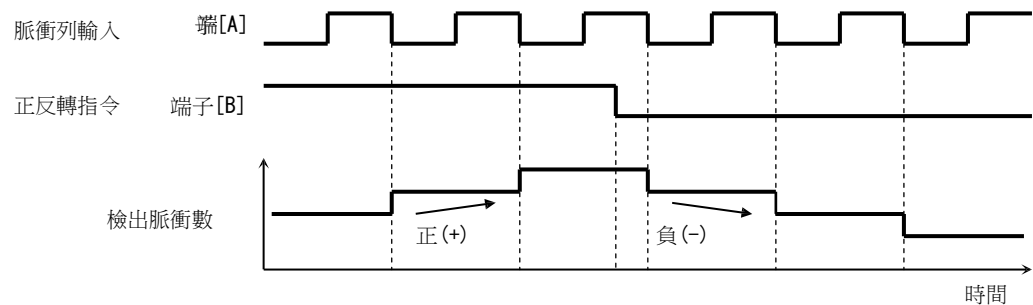 脈衝列輸入 端[A]
正反轉指令 端子[B]
檢出脈衝數
正(+)
負(-)
時間